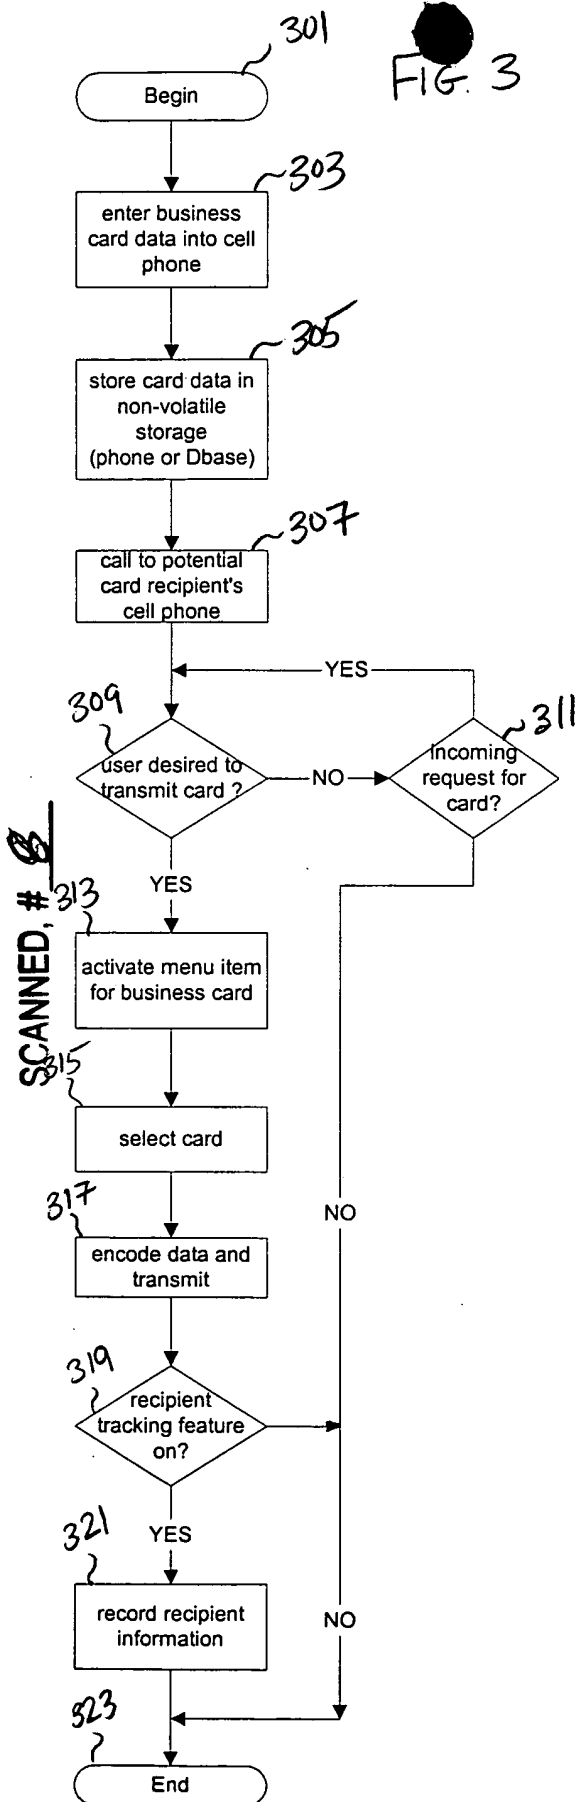 301
FIG. 3
Begin
303
enter business
card data into cell
phone
305
store card data in
non-volatile
storage
(phone or Dbase)
307
call to potential
card recipient's
cell phone
YES
309
user desired to
transmit card ?
NO
311
incoming
request for
card?
YES
SCANNED, #
313
activate menu item
for business card
315
select card
317
NO
encode data and
transmit
319
recipient
tracking feature
on?
YES
321
record recipient
information
NO
323
End